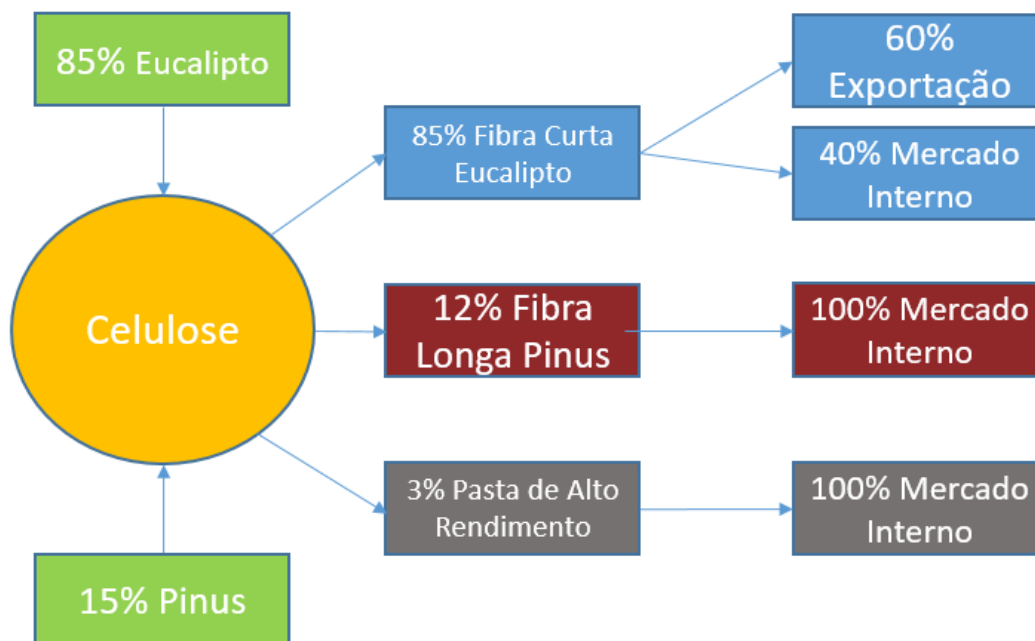 85% Eucalipto
60%
Exportação
85% Fibra Curta
Eucalipto
40% Mercado
Interno
Celulose
12% Fibra
Longa Pinus
100% Mercado
Interno
3% Pasta de Alto
Rendimento
100% Mercado
Interno
15% Pinus